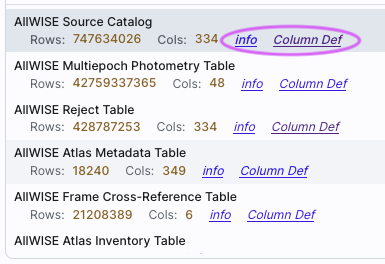 AllWISE Source Catalog
Rows: 747634026 Cols: 334 info Column Def
AllWISE Multiepoch Photometry Table
Rows: 42759337365 Cols: 48 info Column Def
AllWISE Reject Table
Rows: 428787253 Cols: 334 info Column Def
AllWISE Atlas Metadata Table
Rows: 18240 Cols: 349 info Column Def
AllWISE Frame Cross-Reference Table
Rows: 21208389 Cols: 6 info Column Def
AllWISE Atlas Inventory Table